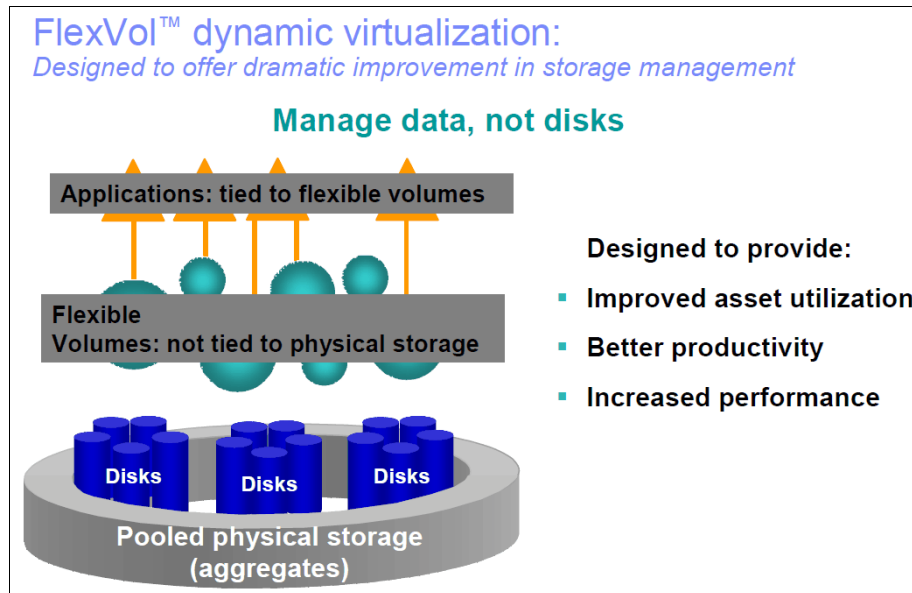 FlexVol™ dynamic virtualization:
Designed to offer dramatic improvement in storage management
Manage data, not disks
Applications: tied to flexible volumes
Flexible
Volumes: not tied to physical storage
Disks
Disks
Disks
Pooled physical storage
(aggregates)
Designed to provide:
▪ Improved asset utilization
▪ Better productivity
▪ Increased performance